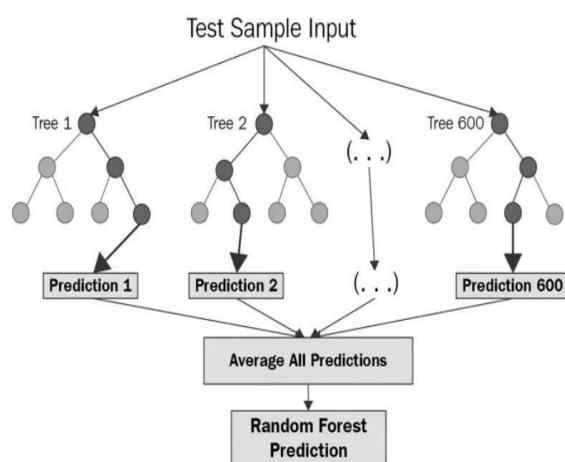 Test Sample Input
Tree 1
Tree 2
(. . .)
Tree 600
Prediction 1
Prediction 2
(. . .)
Prediction 600
Average All Predictions
Random Forest
Prediction